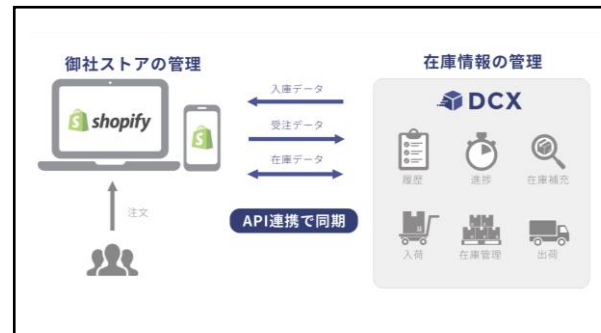 御社ストアの管理
shopify
注文
入庫データ
受注データ
在庫データ
API連携で同期
在庫情報の管理
DCX
履歴
進捗
在庫補充
入荷
在庫管理
出荷